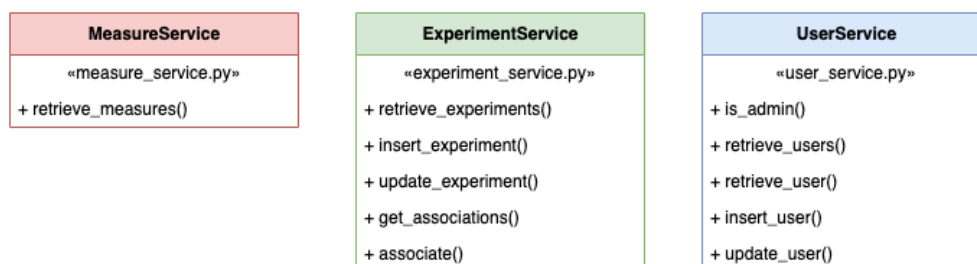 MeasureService
«measure_service.py»
+ retrieve_measures()
ExperimentService
«experiment_service.py»
+ retrieve_experiments()
+ insert_experiment()
+ update_experiment()
+ get_associations()
+ associate()
UserService
«user_service.py»
+ is_admin()
+ retrieve_users()
+ retrieve_user()
+ insert_user()
+ update_user()